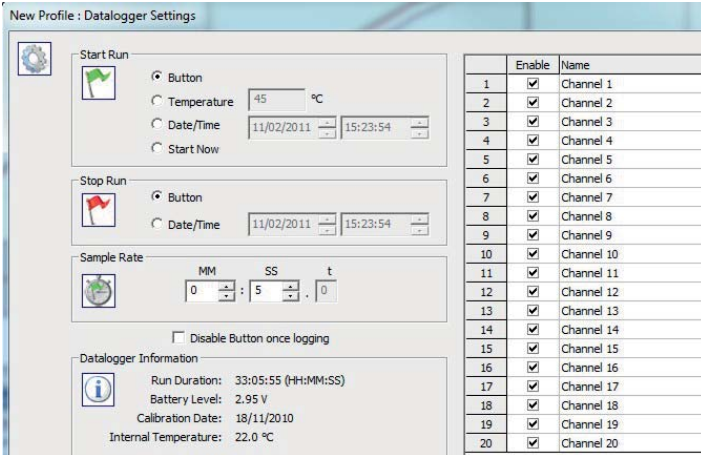 New Profile : Datalogger Settings
Start Run
Button
Temperature 45 °C
Date/Time 11/02/2011 15:23:54
Start Now
Stop Run
Button
Date/Time 11/02/2011 15:23:54
Sample Rate
MM SS t
0 : 5 . 0
Disable Button once logging
Datalogger Information
Run Duration: 33:05:55 (HH:MM:SS)
Battery Level: 2.95 V
Calibration Date: 18/11/2010
Internal Temperature: 22.0 °C
Enable Name
1 Channel 1
2 Channel 2
3 Channel 3
4 Channel 4
5 Channel 5
6 Channel 6
7 Channel 7
8 Channel 8
9 Channel 9
10 Channel 10
11 Channel 11
12 Channel 12
13 Channel 13
14 Channel 14
15 Channel 15
16 Channel 16
17 Channel 17
18 Channel 18
19 Channel 19
20 Channel 20